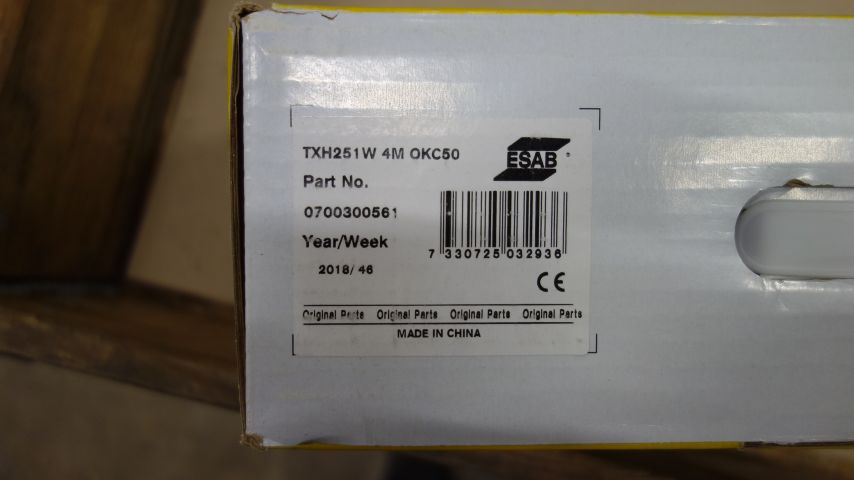 TXH251W 4M OKC50
ESAB
Part No.
0700300561
Year/Week
7 330725 032936
2018/ 46
CE
Original Parts Original Parts Original Parts Original Parts
MADE IN CHINA